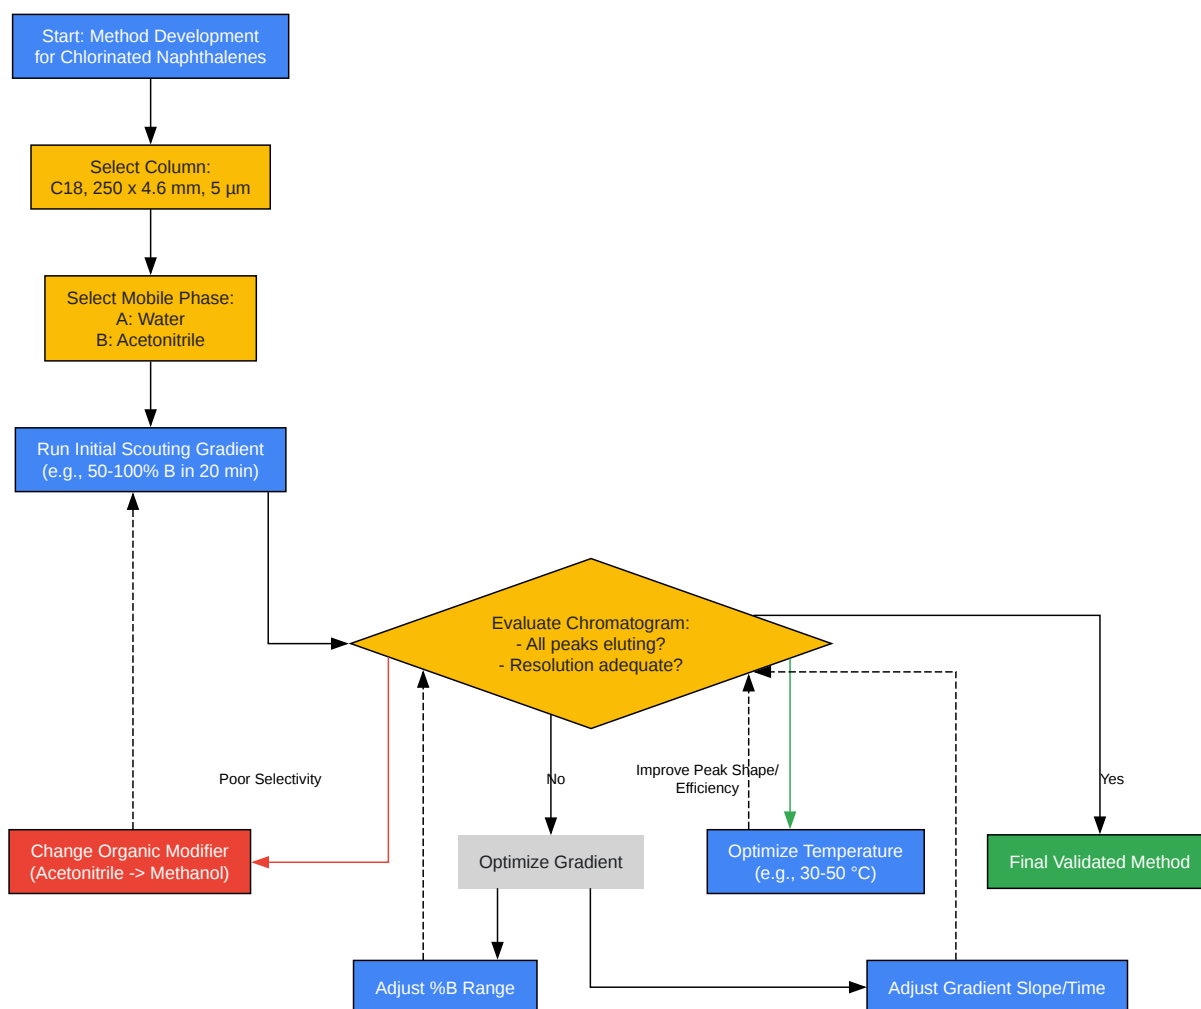 Start: Method Development
for Chlorinated Naphthalenes
Select Column:
C18, 250 x 4.6 mm, 5 µm
Select Mobile Phase:
A: Water
B: Acetonitrile
Run Initial Scouting Gradient
(e.g., 50-100% B in 20 min)
Evaluate Chromatogram:
- All peaks eluting?
- Resolution adequate?
Poor Selectivity
No
Improve Peak Shape/
Efficiency
Yes
Change Organic Modifier
(Acetonitrile -> Methanol)
Optimize Gradient
Optimize Temperature
(e.g., 30-50 °C)
Final Validated Method
Adjust %B Range
Adjust Gradient Slope/Time